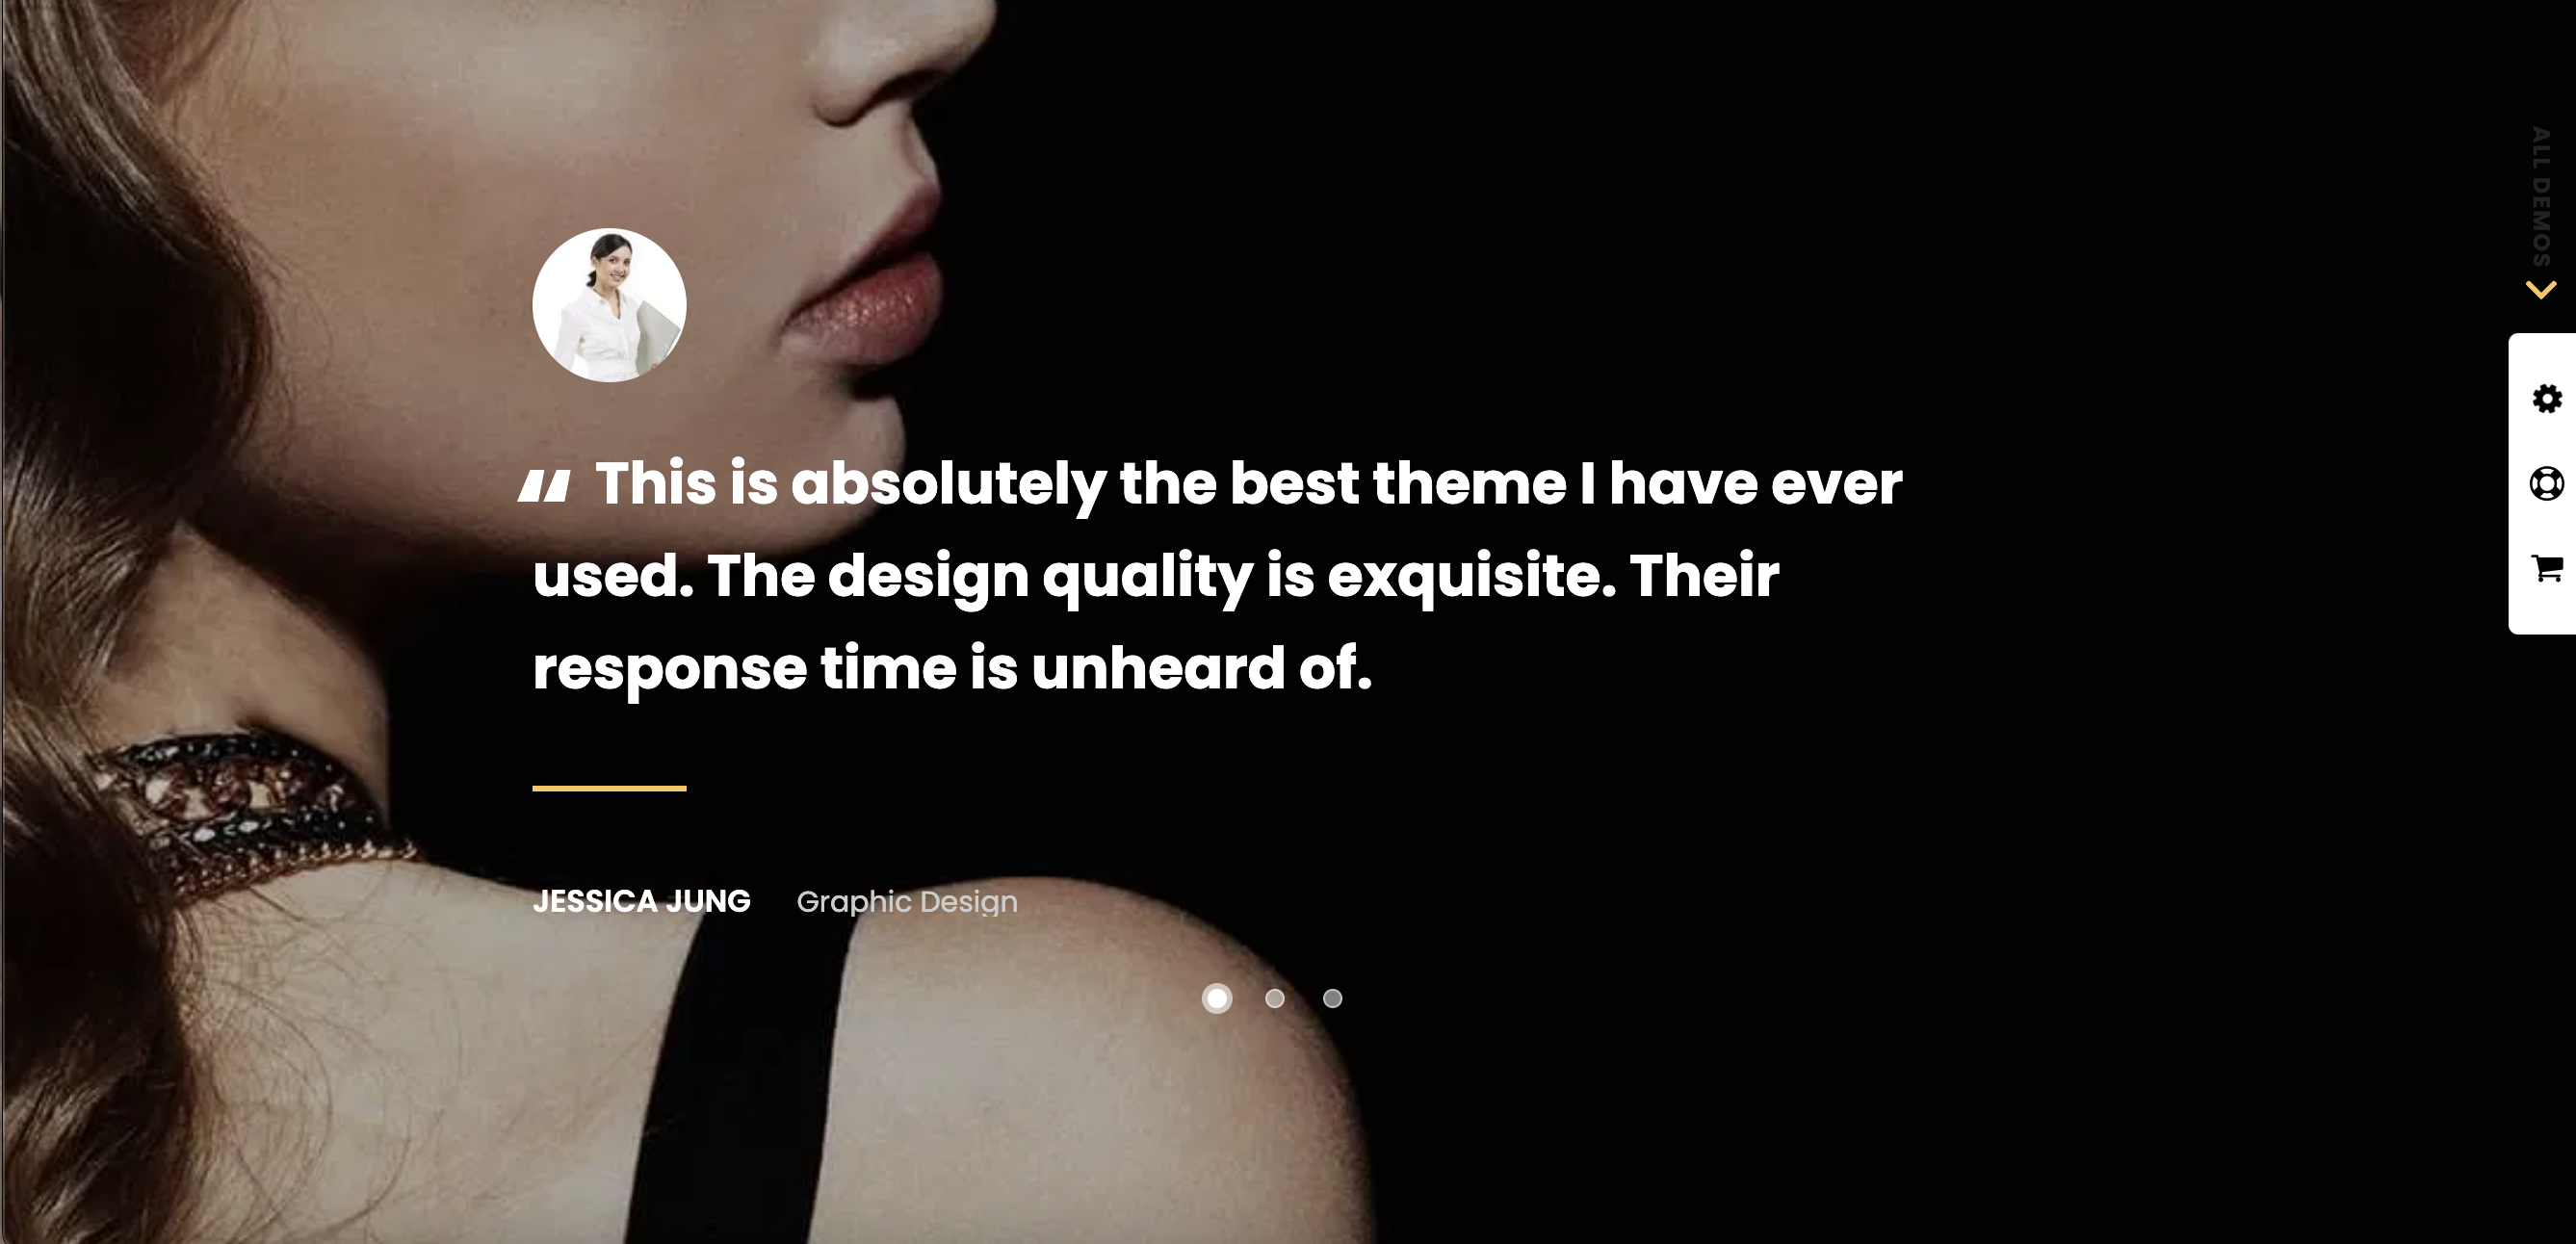 “ This is absolutely the best theme I have ever
used. The design quality is exquisite. Their
response time is unheard of.
JESSICA JUNG Graphic Design
ALL DEMOS